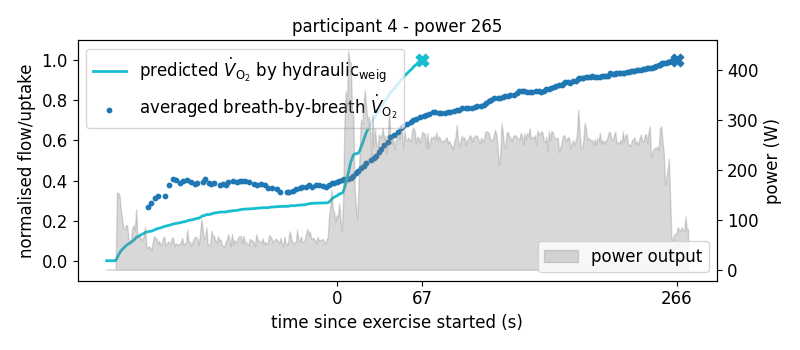 participant 4 - power 265
predicted V̇O₂ by hydraulicweig
averaged breath-by-breath V̇O₂
normalised flow/uptake
1.0
0.8
0.6
0.4
0.2
0.0
400
300
200
100
0
power (W)
power output
0 67 266
time since exercise started (s)